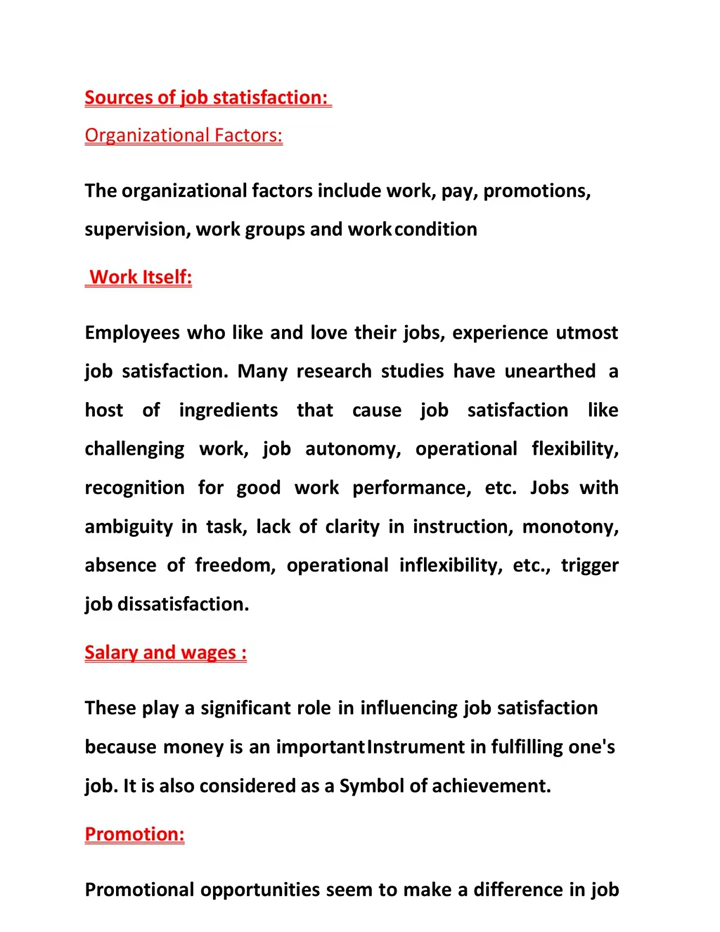 Sources of job statisfaction:
Organizational Factors:
The organizational factors include work, pay, promotions,
supervision, work groups and work condition
Work Itself:
Employees who like and love their jobs, experience utmost
job satisfaction. Many research studies have unearthed a
host of ingredients that cause job satisfaction like
challenging work, job autonomy, operational flexibility,
recognition for good work performance, etc. Jobs with
ambiguity in task, lack of clarity in instruction, monotony,
absence of freedom, operational inflexibility, etc., trigger
job dissatisfaction.
Salary and wages :
These play a significant role in influencing job satisfaction
because money is an important Instrument in fulfilling one's
job. It is also considered as a Symbol of achievement.
Promotion:
Promotional opportunities seem to make a difference in job